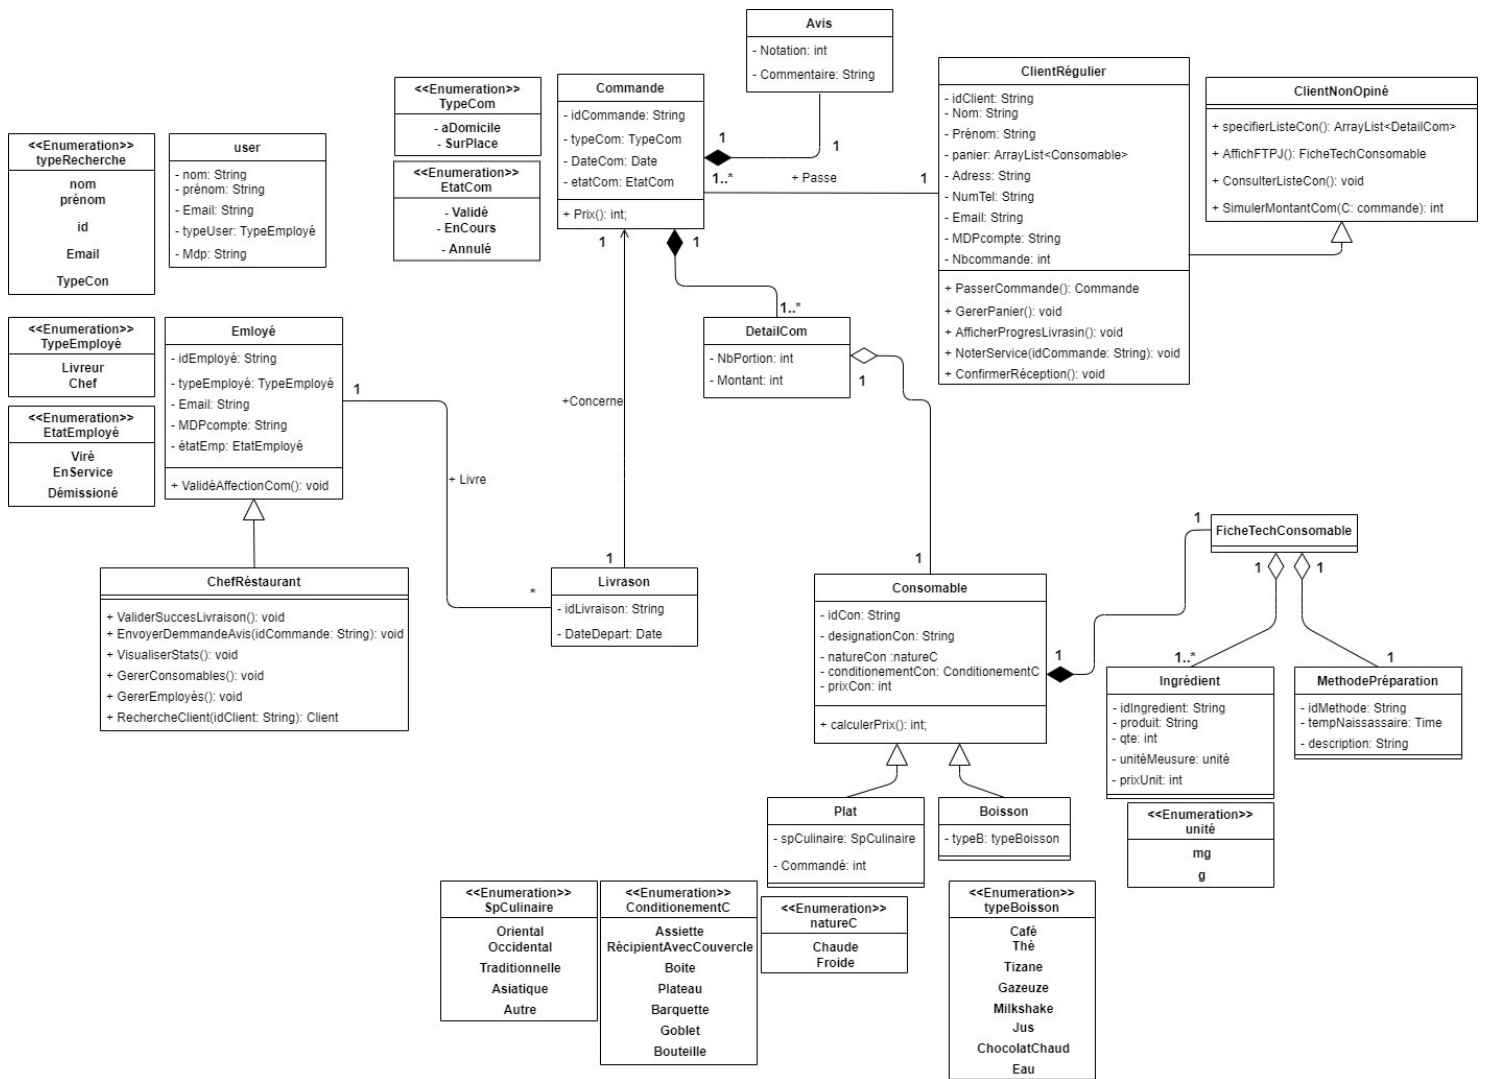 Avis
- Notation: int
- Commentaire: String
<<Enumeration>>
TypeCom
- aDomicile
- SurPlace
<<Enumeration>>
EtatCom
- Validé
- EnCours
- Annulé
Commande
- idCommande: String
- typeCom: TypeCom
- DateCom: Date
- etatCom: EtatCom
+ Prix(): int;
1
1
1..*
+ Passe
1
1
1
ClientRégulier
- idClient: String
- Nom: String
- Prénom: String
- panier: ArrayList<Consomable>
- Adress: String
- NumTel: String
- Email: String
- MDPcompte: String
- Nbcommande: int
+ PasserCommande(): Commande
+ GererPanier(): void
+ AfficherProgresLivrasin(): void
+ NoterService(idCommande: String): void
+ ConfirmerRéception(): void
ClientNonOpiné
+ specifierListeCon(): ArrayList<DetailCom>
+ AffichFTPJ(): FicheTechConsomable
+ ConsulterListeCon(): void
+ SimulerMontantCom(C: commande): int
<<Enumeration>>
typeRecherche
nom
prénom
id
Email
TypeCon
user
- nom: String
- prénom: String
- Email: String
- typeUser: TypeEmployé
- Mdp: String
<<Enumeration>>
TypeEmployé
Livreur
Chef
<<Enumeration>>
EtatEmployé
Viré
EnService
Démissioné
Emloyé
- idEmployé: String
- typeEmployé: TypeEmployé
- Email: String
- MDPcompte: String
- étatEmp: EtatEmployé
+ ValidéAffectionCom(): void
1
+ Livre
*
+Concerne
1
1..*
DetailCom
- NbPortion: int
- Montant: int
1
1
ChefRéstaurant
+ ValiderSuccesLivraison(): void
+ EnvoyerDemmandeAvis(idCommande: String): void
+ VisualiserStats(): void
+ GererConsomables(): void
+ GererEmployés(): void
+ RechercheClient(idClient: String): Client
Livrason
- idLivraison: String
- DateDepart: Date
Consomable
- idCon: String
- designationCon: String
- natureCon :natureC
- conditionementCon: ConditionementC
- prixCon: int
+ calculerPrix(): int;
1
1
FicheTechConsomable
1
1
1..*
1
Ingrédient
- idIngredient: String
- produit: String
- qte: int
- unitéMeusure: unité
- prixUnit: int
MethodePréparation
- idMethode: String
- tempNaissassaire: Time
- description: String
<<Enumeration>>
unité
mg
g
Plat
- spCulinaire: SpCulinaire
- Commandé: int
Boisson
- typeB: typeBoisson
<<Enumeration>>
SpCulinaire
Oriental
Occidental
Traditionnelle
Asiatique
Autre
<<Enumeration>>
ConditionementC
Assiette
RécipientAvecCouvercle
Boite
Plateau
Barquette
Goblet
Bouteille
<<Enumeration>>
natureC
Chaude
Froide
<<Enumeration>>
typeBoisson
Café
Thé
Tizane
Gazeuze
Milkshake
Jus
ChocolatChaud
Eau